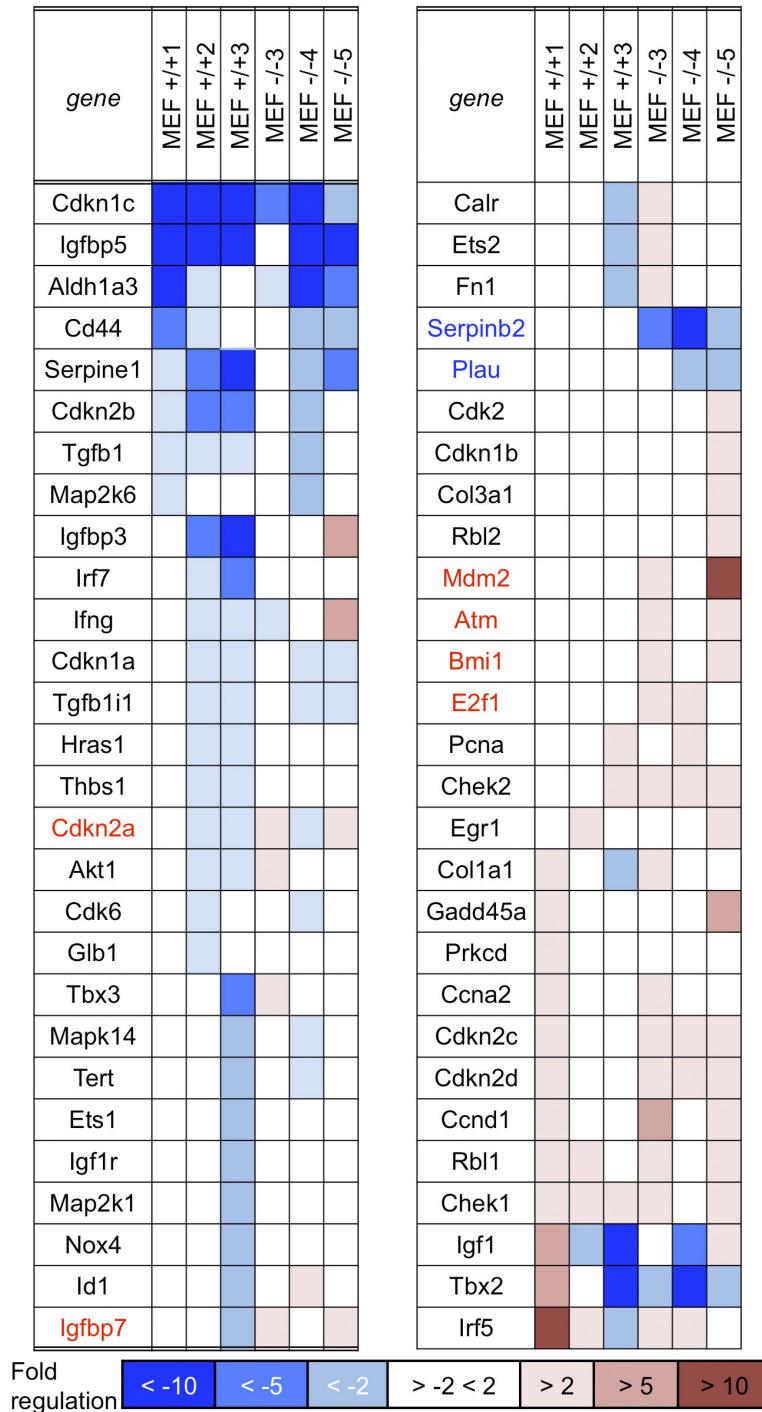 gene
MEF +/+1
MEF +/+2
MEF +/+3
MEF -/-3
MEF -/-4
MEF -/-5
Cdkn1c
Igfbp5
Aldh1a3
Cd44
Serpine1
Cdkn2b
Tgfb1
Map2k6
Igfbp3
Irf7
Ifng
Cdkn1a
Tgfb1i1
Hras1
Thbs1
Cdkn2a
Akt1
Cdk6
Glb1
Tbx3
Mapk14
Tert
Ets1
Igf1r
Map2k1
Nox4
Id1
Igfbp7
gene
MEF +/+1
MEF +/+2
MEF +/+3
MEF -/-3
MEF -/-4
MEF -/-5
Calr
Ets2
Fn1
Serpinb2
Plau
Cdk2
Cdkn1b
Col3a1
Rbl2
Mdm2
Atm
Bmi1
E2f1
Pcna
Chek2
Egr1
Col1a1
Gadd45a
Prkcd
Ccna2
Cdkn2c
Cdkn2d
Ccnd1
Rbl1
Chek1
Igf1
Tbx2
Irf5
Fold
regulation
< -10
< -5
< -2
> -2 < 2
> 2
> 5
> 10